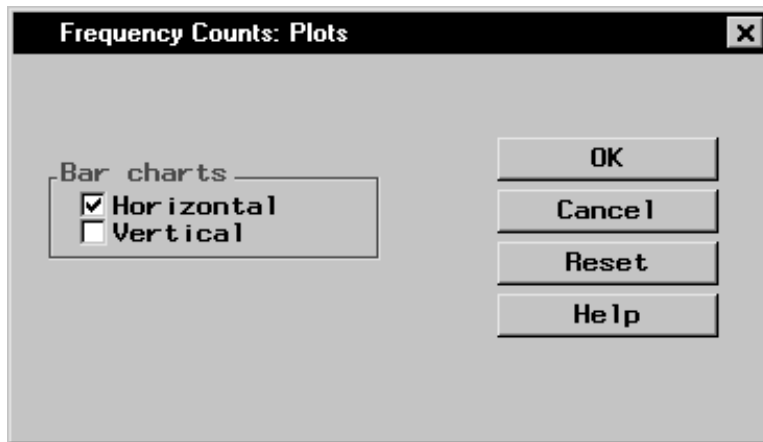 Frequency Counts: Plots
Bar charts
Horizontal
Vertical
OK
Cancel
Reset
Help